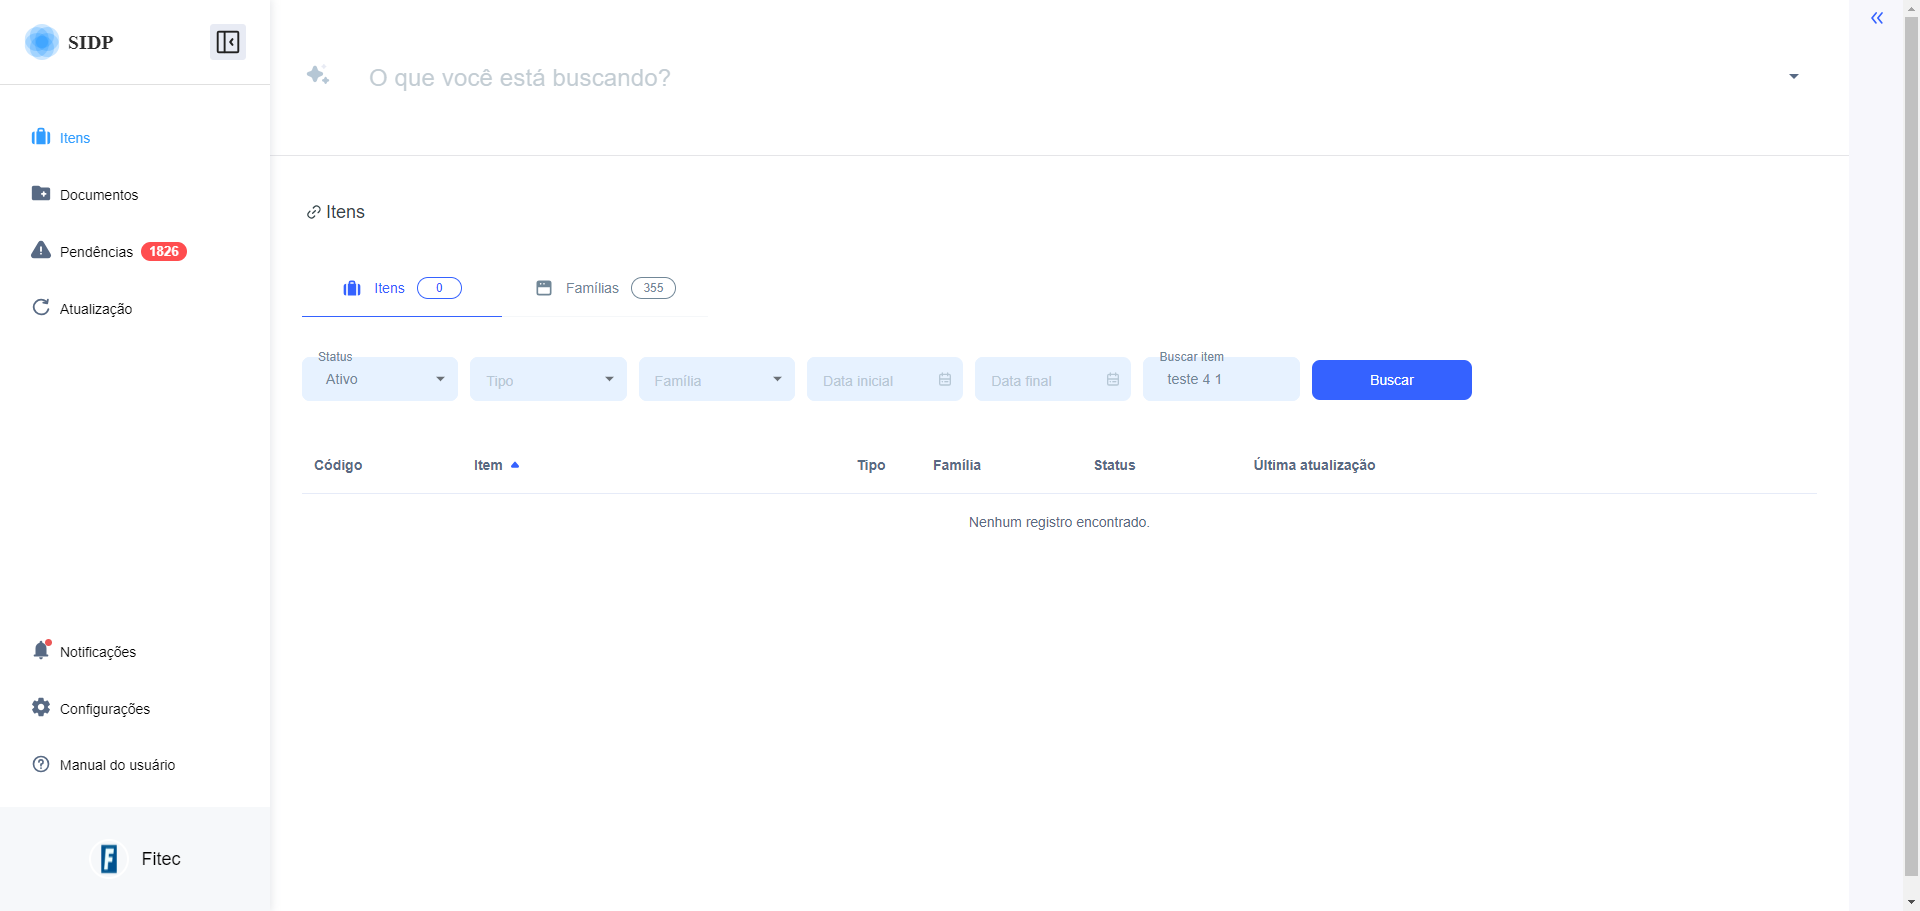 SIDP
Itens
Documentos
Pendências 1826
Atualização
Notificações
Configurações
Manual do usuário
Fitec
O que você está buscando?
Itens
Itens 0 Famílias 355
Status
Ativo
Tipo
Família
Data inicial
Data final
Buscar item
teste 4 1
Buscar
Código Item Tipo Família Status Última atualização
Nenhum registro encontrado.